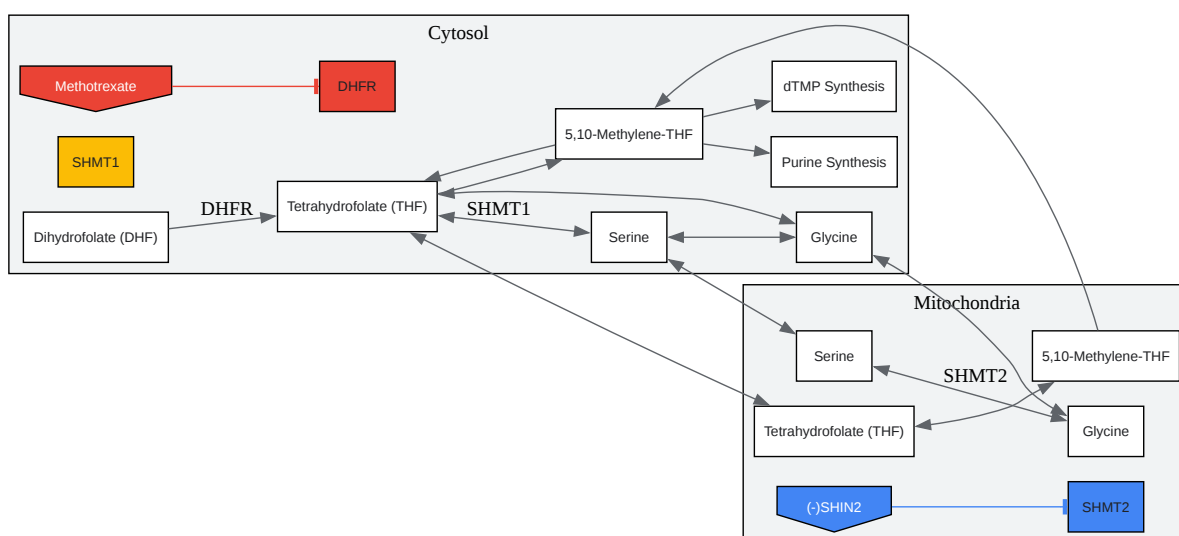 Cytosol
Methotrexate
DHFR
dTMP Synthesis
5,10-Methylene-THF
SHMT1
Purine Synthesis
DHFR
Tetrahydrofolate (THF)
SHMT1
Dihydrofolate (DHF)
Serine
Glycine
Mitochondria
Serine
5,10-Methylene-THF
SHMT2
Tetrahydrofolate (THF)
Glycine
(-)SHIN2
SHMT2